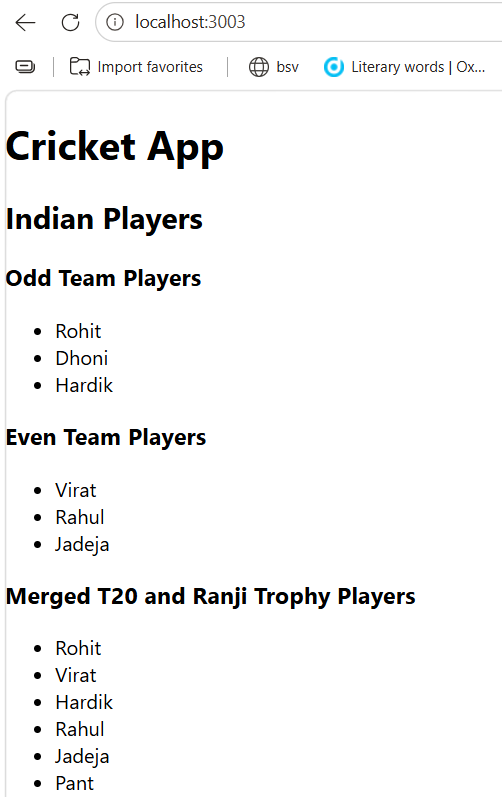 localhost:3003
Import favorites bsv Literary words | Ox...
Cricket App
Indian Players
Odd Team Players
Rohit
Dhoni
Hardik
Even Team Players
Virat
Rahul
Jadeja
Merged T20 and Ranji Trophy Players
Rohit
Virat
Hardik
Rahul
Jadeja
Pant